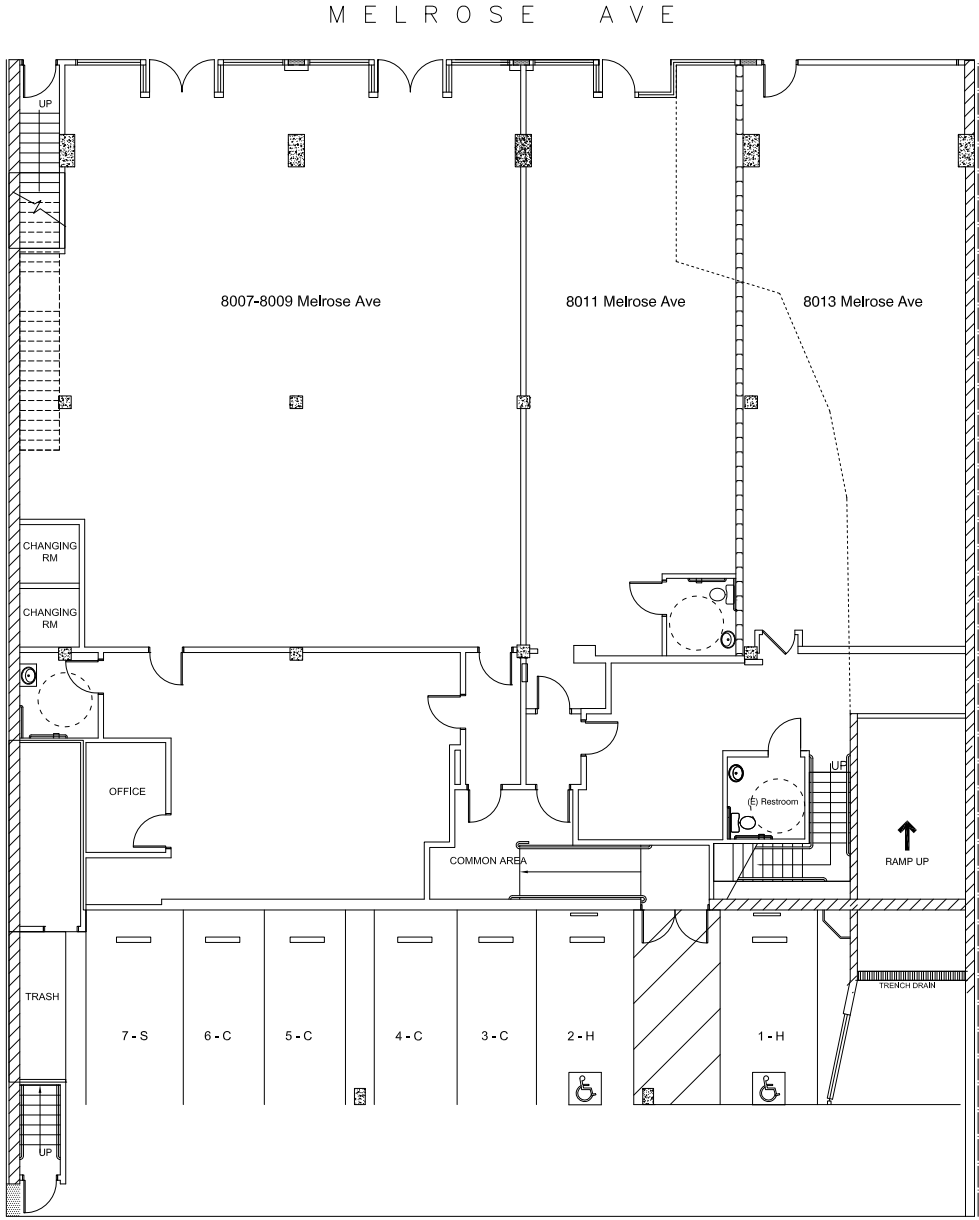 MELROSE AVE
UP
8007-8009 Melrose Ave
8011 Melrose Ave
8013 Melrose Ave
CHANGING
RM
CHANGING
RM
OFFICE
UP
(E) Restroom
COMMON AREA
RAMP UP
TRASH
TRENCH DRAIN
7 - S
6 - C
5 - C
4 - C
3 - C
2 - H
1 - H
UP